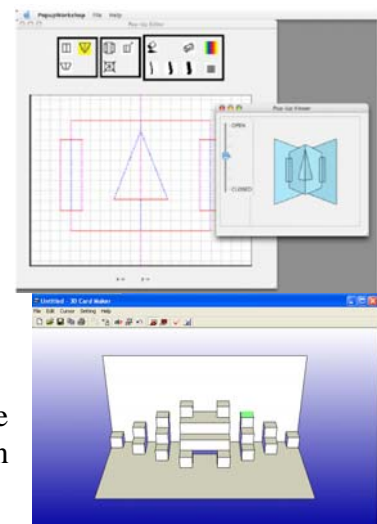 PopupWorkshop File Help
Pop-Up Editor
Pop-Up Viewer
OPEN
CLOSED
x = y =
Untitled - 3D Card Maker
File Edit Cursor Setting Help
e
n